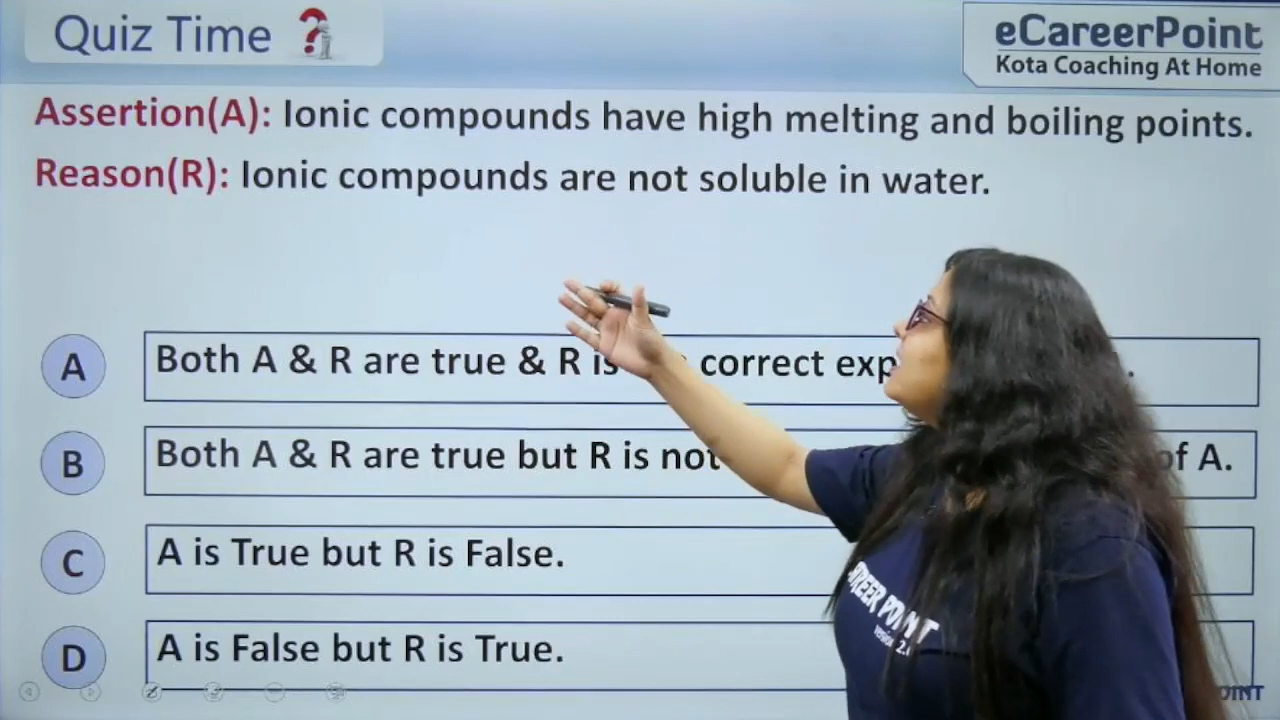 Quiz Time
eCareerPoint
Kota Coaching At Home
Assertion(A): Ionic compounds have high melting and boiling points.
Reason(R): Ionic compounds are not soluble in water.
A Both A & R are true & R is correct .
B Both A & R are true but R is not of A.
C A is True but R is False.
D A is False but R is True.